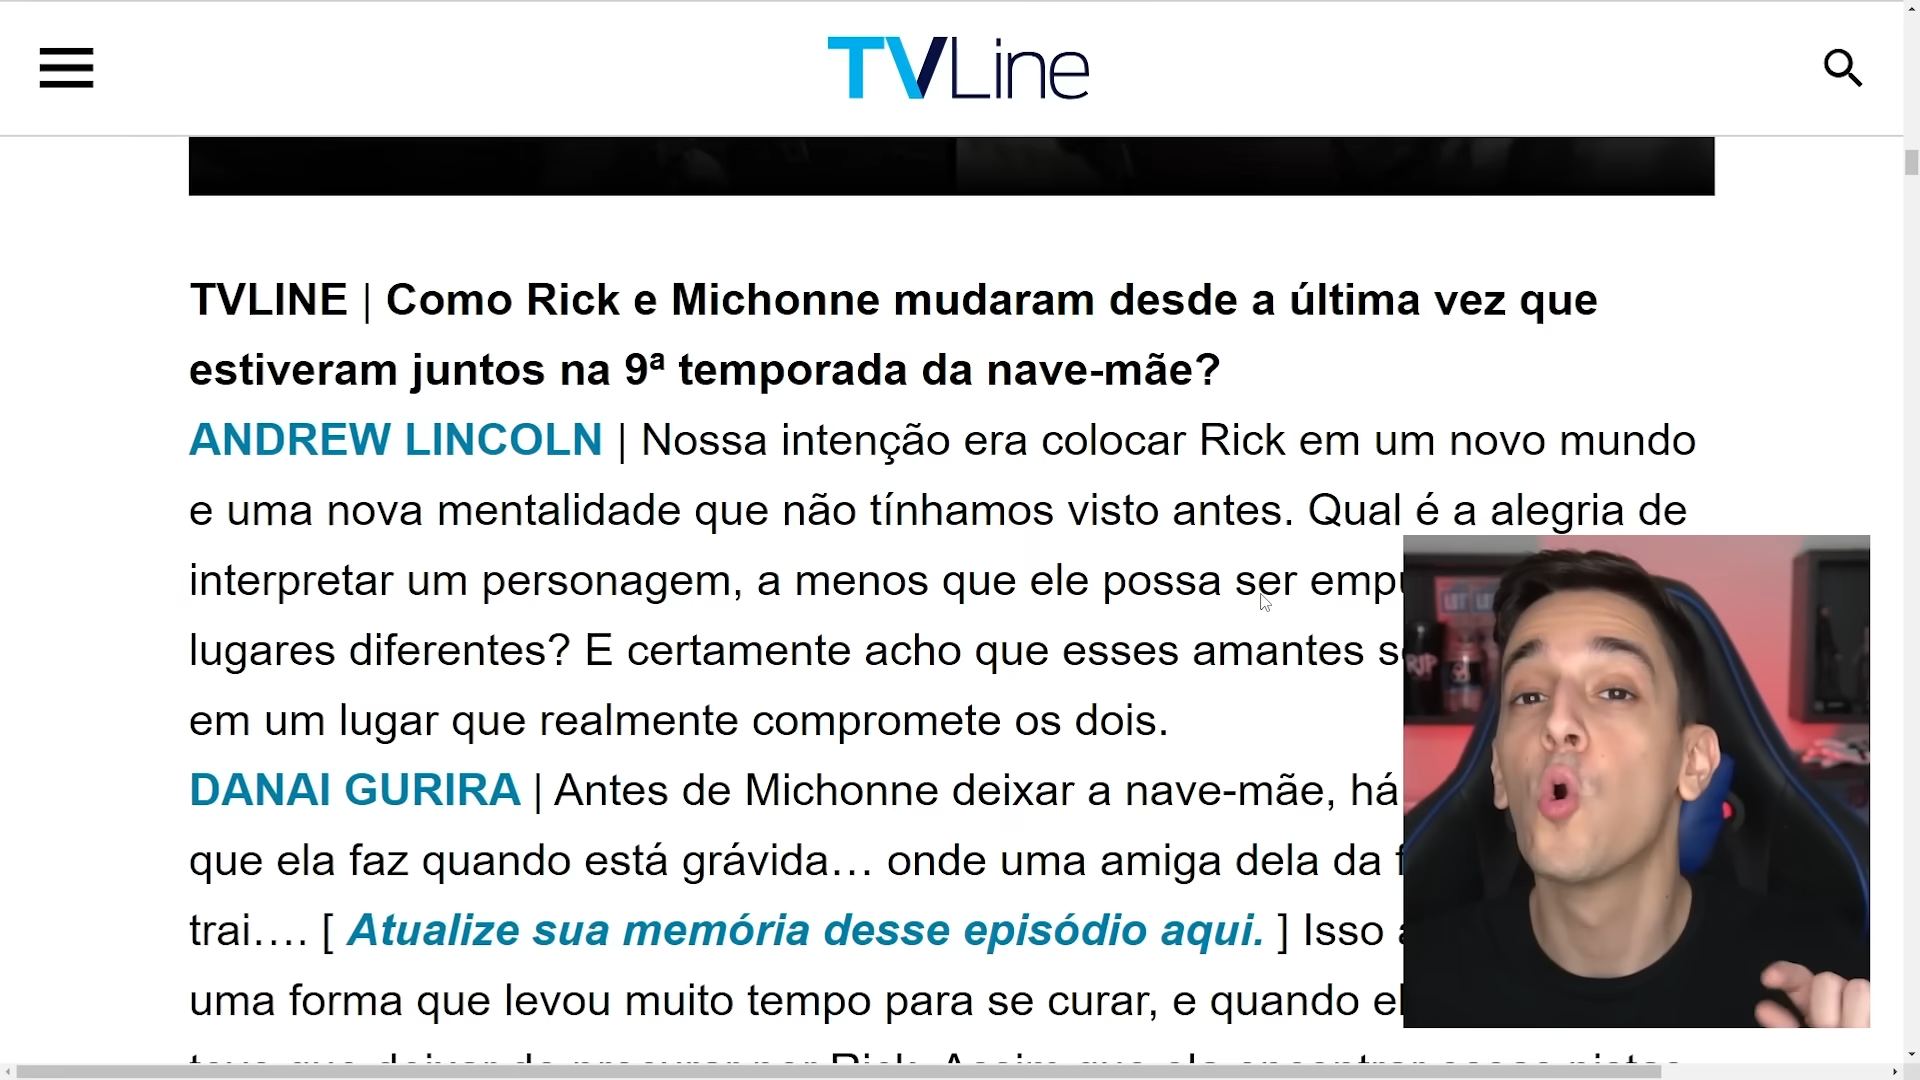 TVLine
TVLINE | Como Rick e Michonne mudaram desde a última vez que
estiveram juntos na 9ª temporada da nave-mãe?
ANDREW LINCOLN | Nossa intenção era colocar Rick em um novo mundo
e uma nova mentalidade que não tínhamos visto antes. Qual é a alegria de
interpretar um personagem, a menos que ele possa ser
lugares diferentes? E certamente acho que esses amantes
em um lugar que realmente compromete os dois.
DANAI GURIRA | Antes de Michonne deixar a nave-mãe, há
que ela faz quando está grávida… onde uma amiga dela da
trai…. [ Atualize sua memória desse episódio aqui. ] Isso
uma forma que levou muito tempo para se curar, e quando